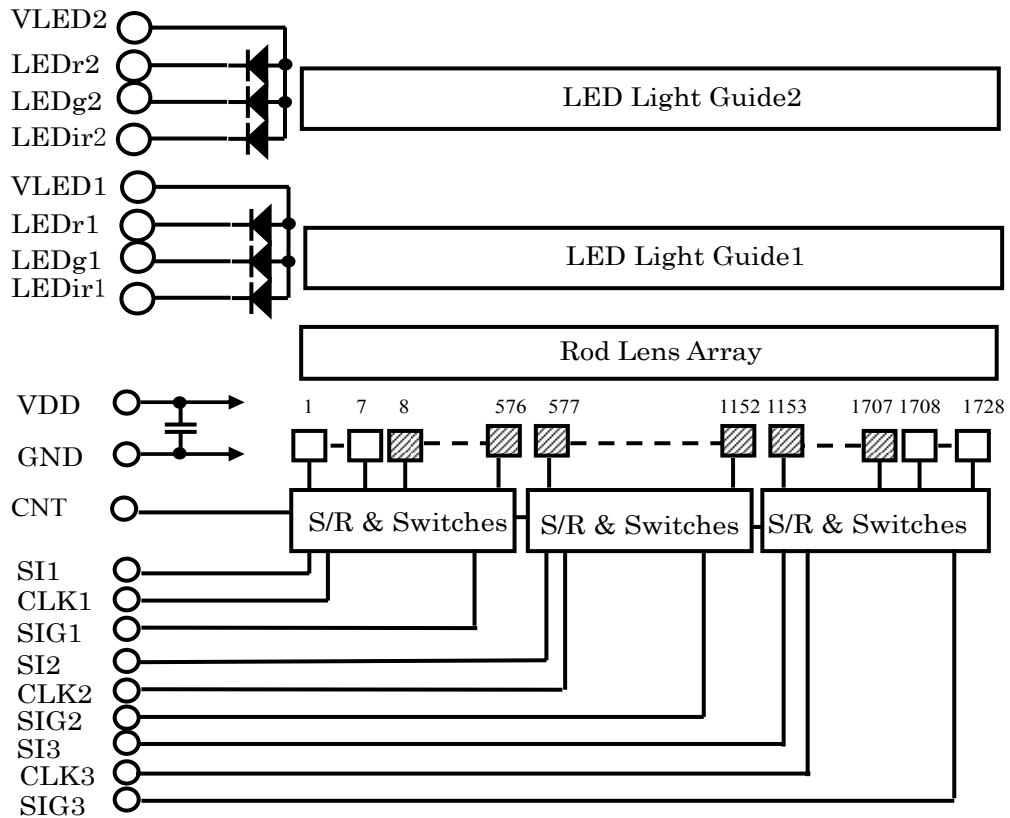 VLED2
LEDr2
LEDg2
LEDir2
LED Light Guide2
VLED1
LEDr1
LEDg1
LEDir1
LED Light Guide1
Rod Lens Array
VDD
GND
1 7 8 576 577 1152 1153 1707 1708 1728
CNT
S/R & Switches S/R & Switches S/R & Switches
SI1
CLK1
SIG1
SI2
CLK2
SIG2
SI3
CLK3
SIG3